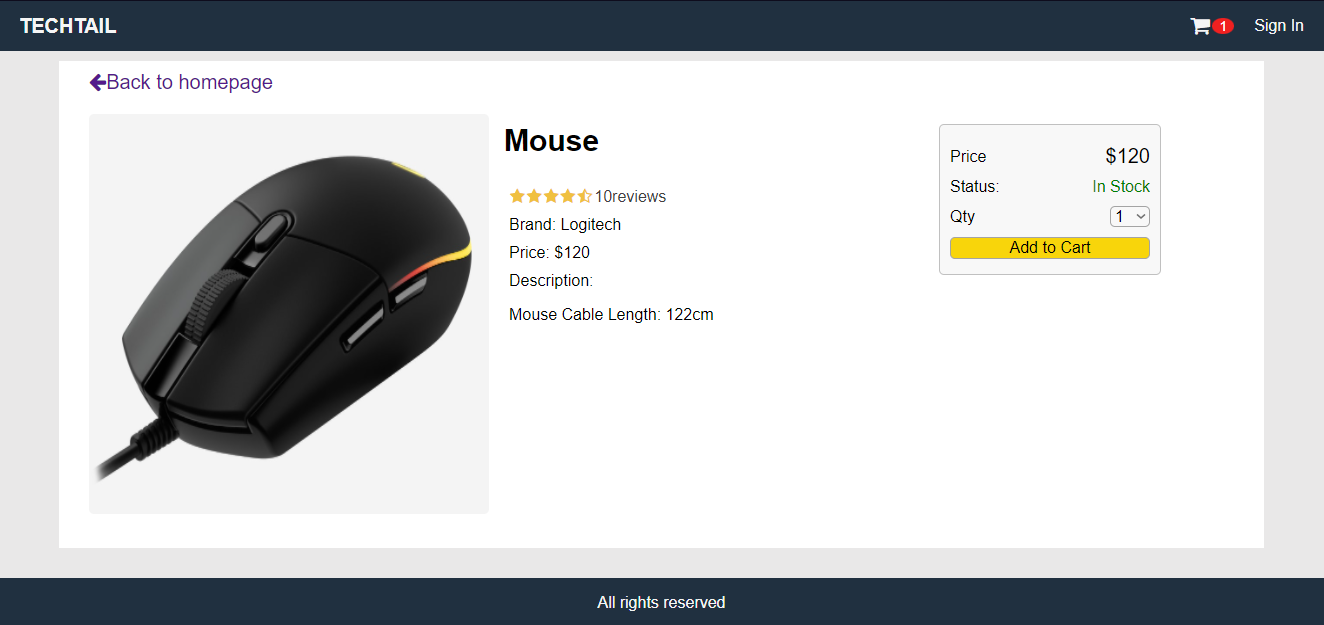 TECHTAIL
1
Sign In
Back to homepage
Mouse
10reviews
Brand: Logitech
Price: $120
Description:
Mouse Cable Length: 122cm
Price $120
Status: In Stock
Qty 1
Add to Cart
All rights reserved